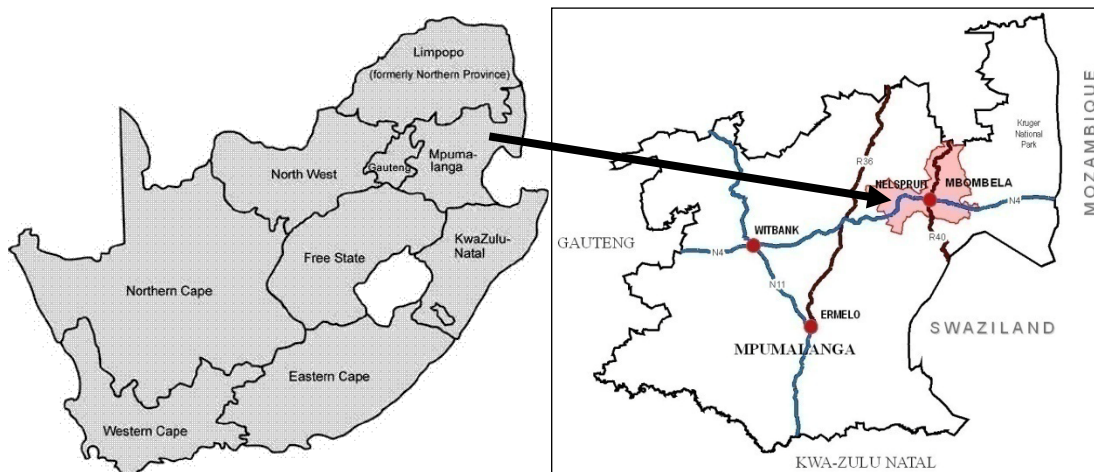 Limpopo
(formerly Northern Province)
Mpuma-
langa
Gauteng
North West
KwaZulu-
Natal
Free State
Northern Cape
Eastern Cape
Western Cape
MOZAMBIQUE
Kruger
National
Park
R36
NELSPRUIT
MBOMBELA
N4
R40
WITBANK
GAUTENG
N4
N11
ERMELO
SWAZILAND
MPUMALANGA
KWA-ZULU NATAL